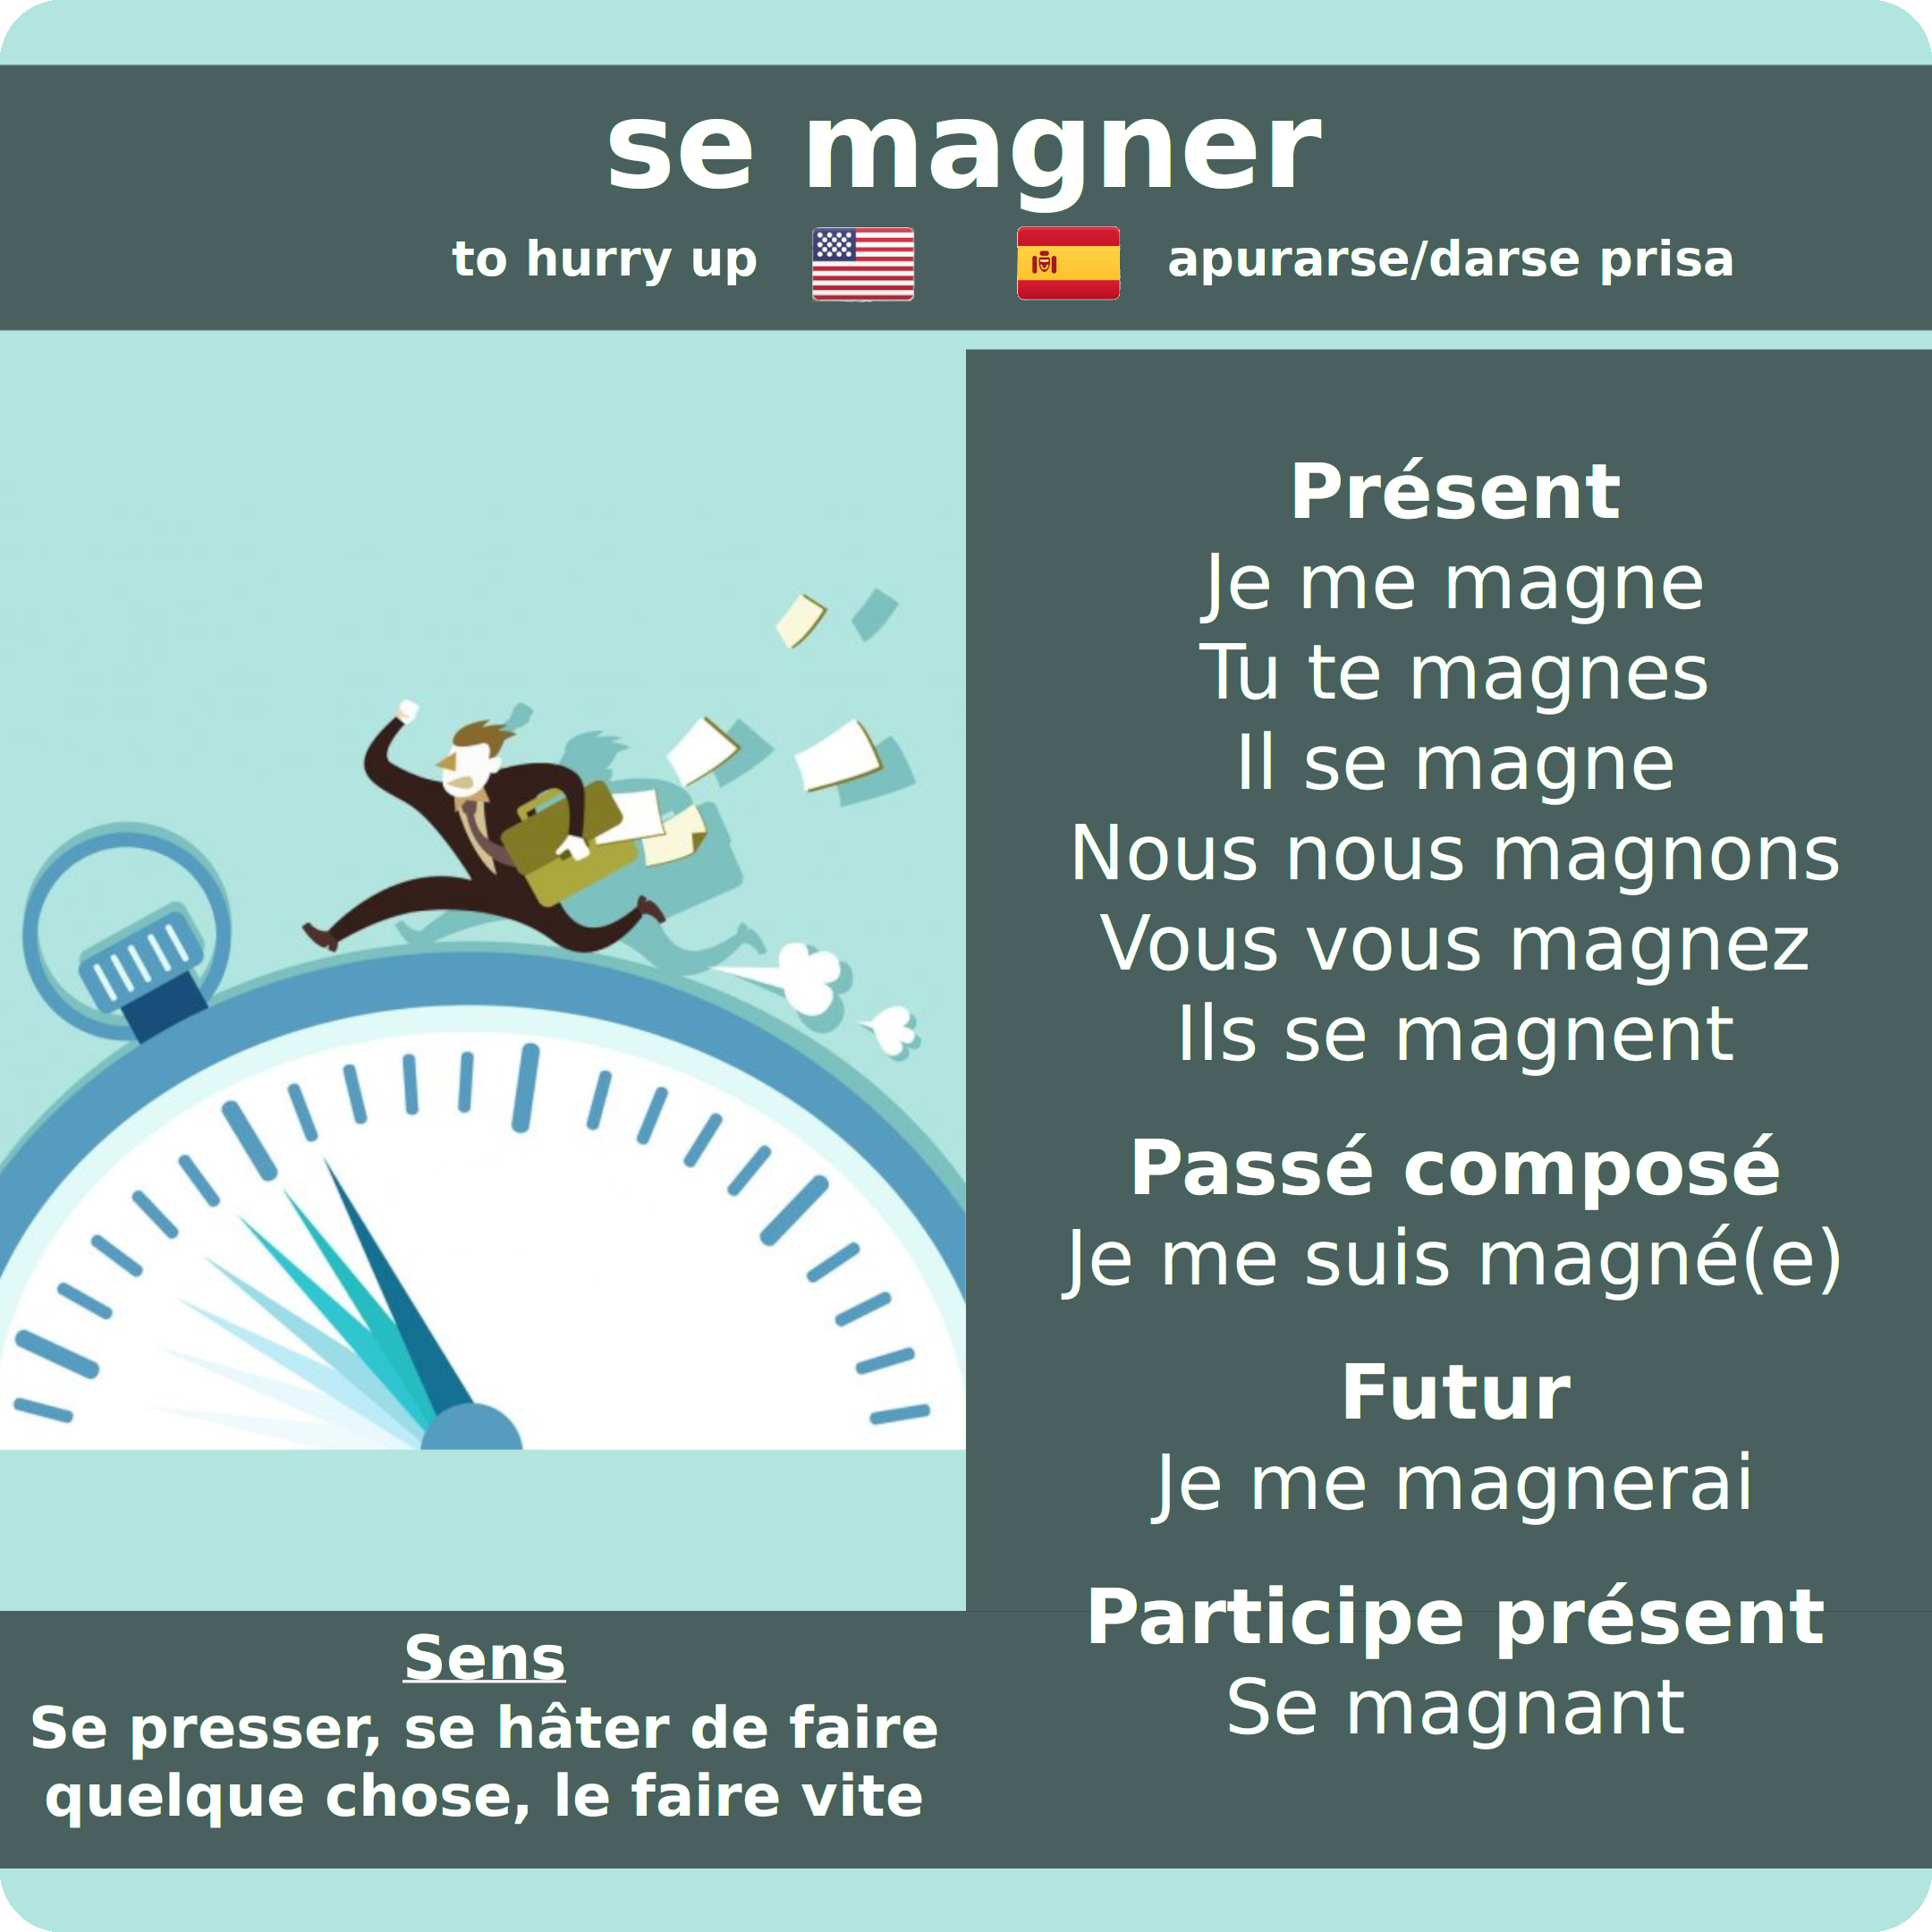 se magner
to hurry up apurarse/darse prisa
Présent
Je me magne
Tu te magnes
Il se magne
Nous nous magnons
Vous vous magnez
Ils se magnent
Passé composé
Je me suis magné(e)
Futur
Je me magnerai
Participe présent
Se magnant
Sens
Se presser, se hâter de faire
quelque chose, le faire vite